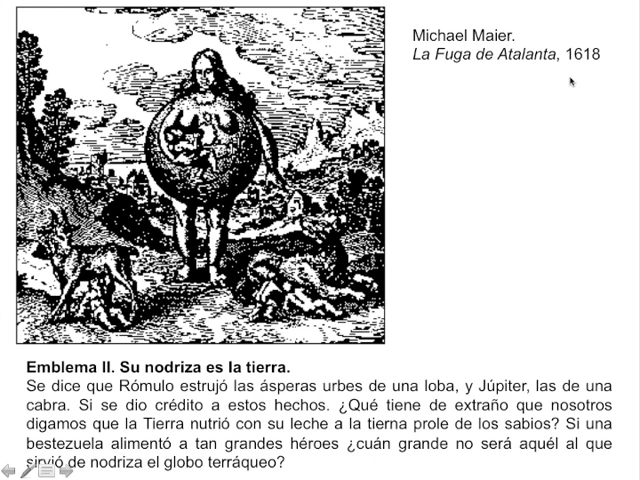 Michael Maier.
La Fuga de Atalanta, 1618
Emblema II. Su nodriza es la tierra.
Se dice que Rómulo estrujó las ásperas urbes de una loba, y Júpiter, las de una
cabra. Si se dio crédito a estos hechos. ¿Qué tiene de extraño que nosotros
digamos que la Tierra nutrió con su leche a la tierna prole de los sabios? Si una
bestezuela alimentó a tan grandes héroes ¿cuán grande no será aquél al que
sirvió de nodriza el globo terráqueo?